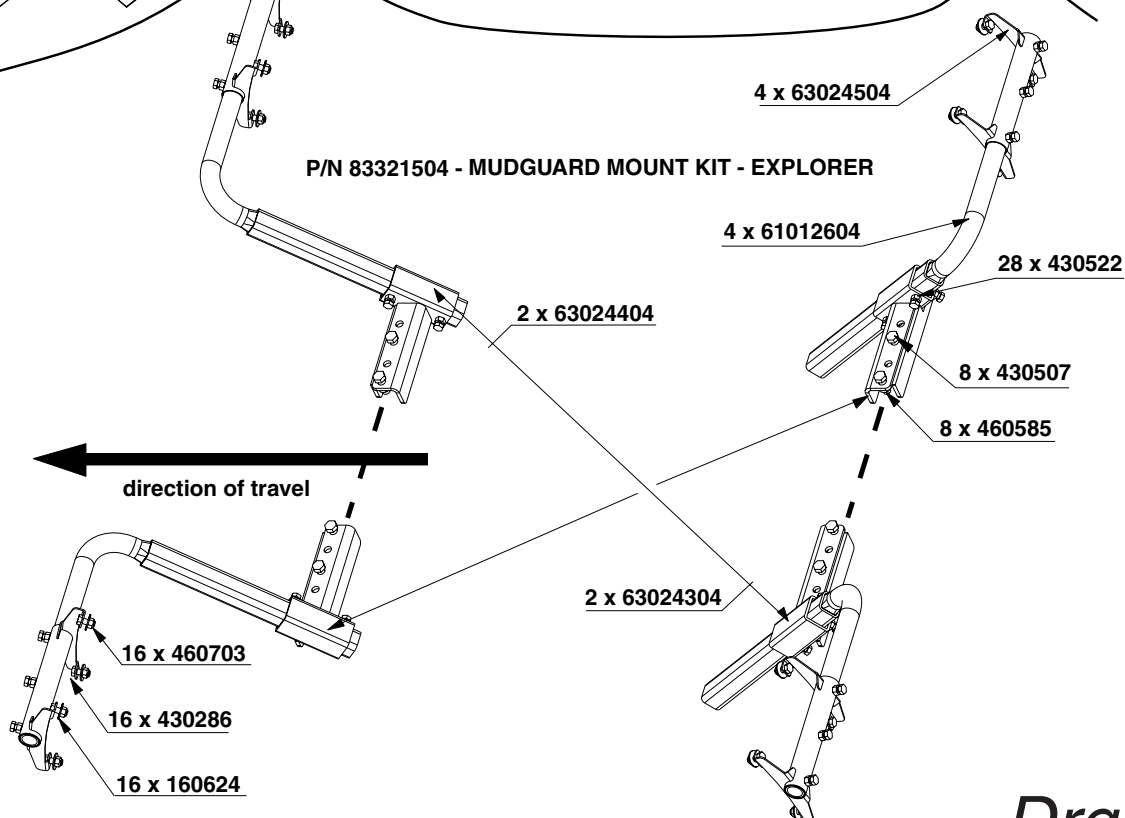 4 x 63024504
P/N 83321504 - MUDGUARD MOUNT KIT - EXPLORER
4 x 61012604
28 x 430522
2 x 63024404
8 x 430507
8 x 460585
direction of travel
2 x 63024304
16 x 460703
16 x 430286
16 x 160624